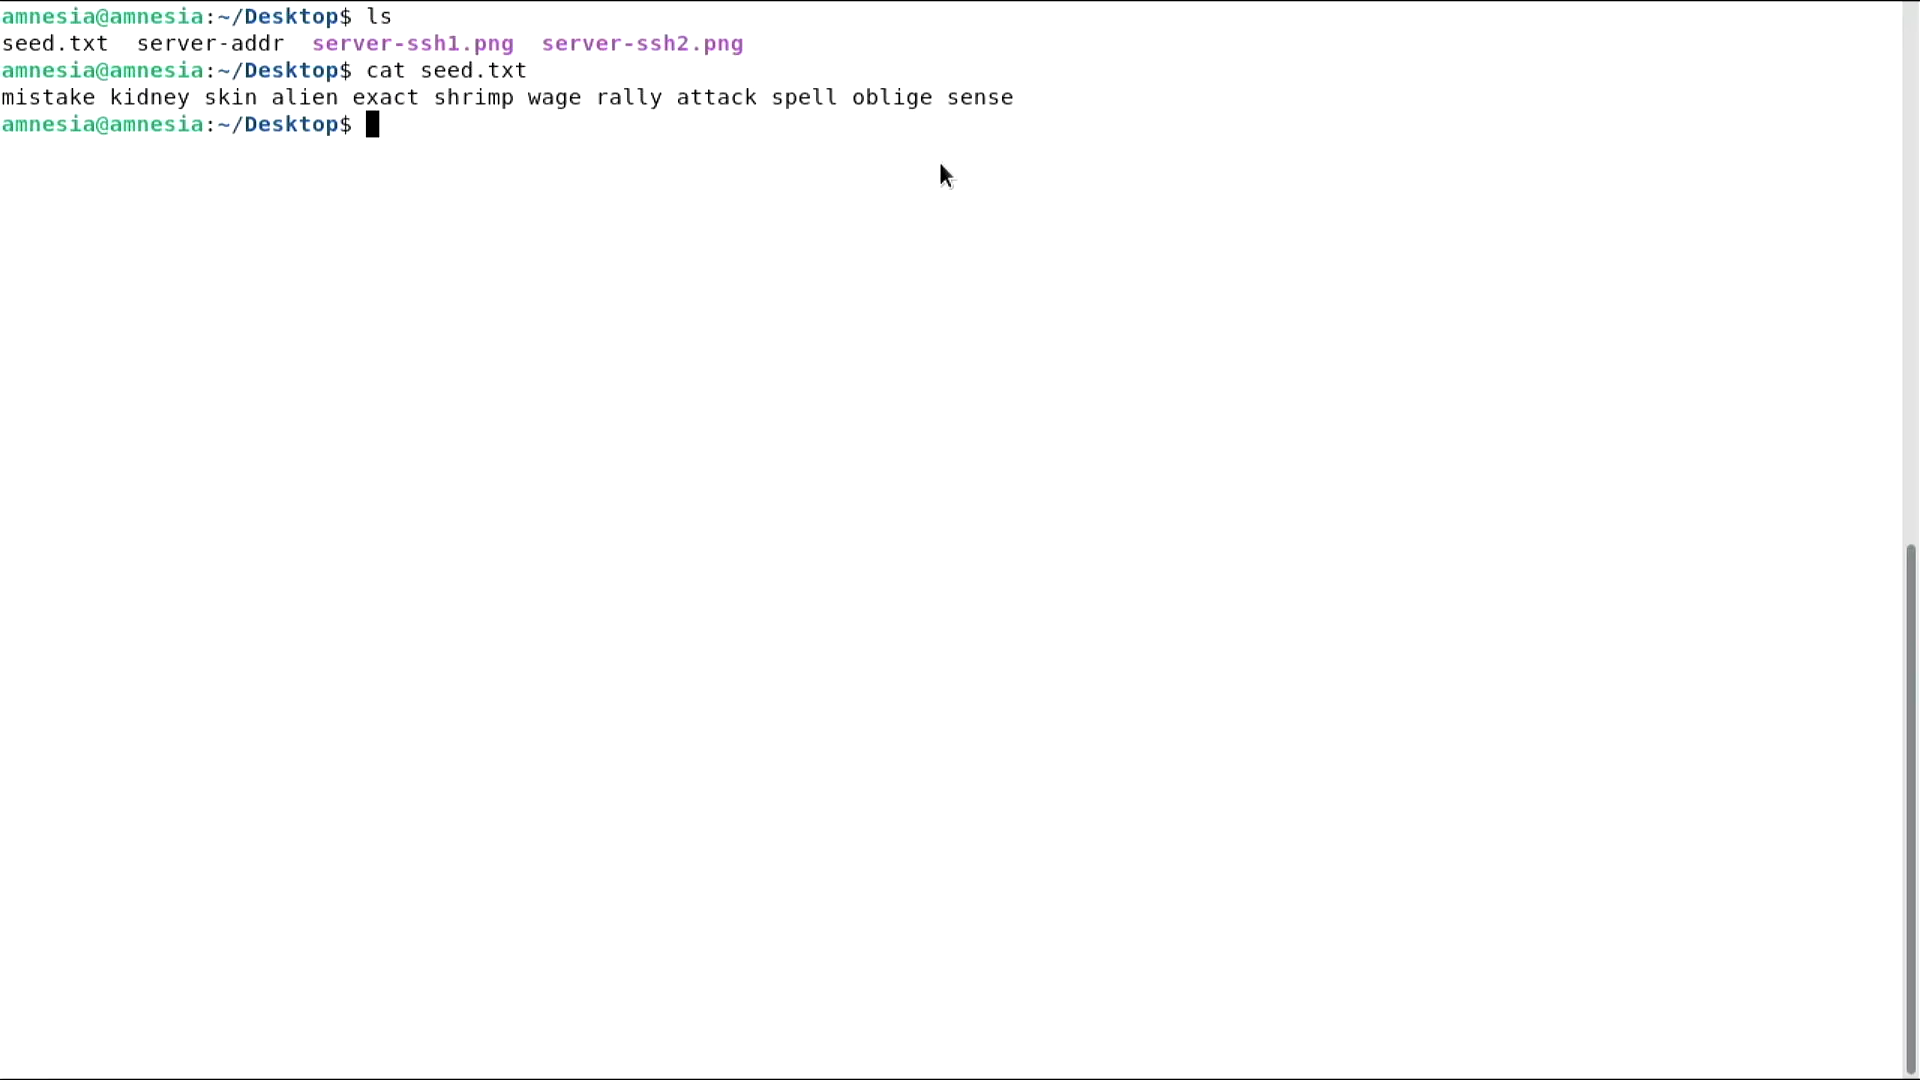 amnesia@amnesia:~/Desktop$ ls
seed.txt  server-addr  server-ssh1.png  server-ssh2.png
amnesia@amnesia:~/Desktop$ cat seed.txt
mistake kidney skin alien exact shrimp wage rally attack spell oblige sense
amnesia@amnesia:~/Desktop$